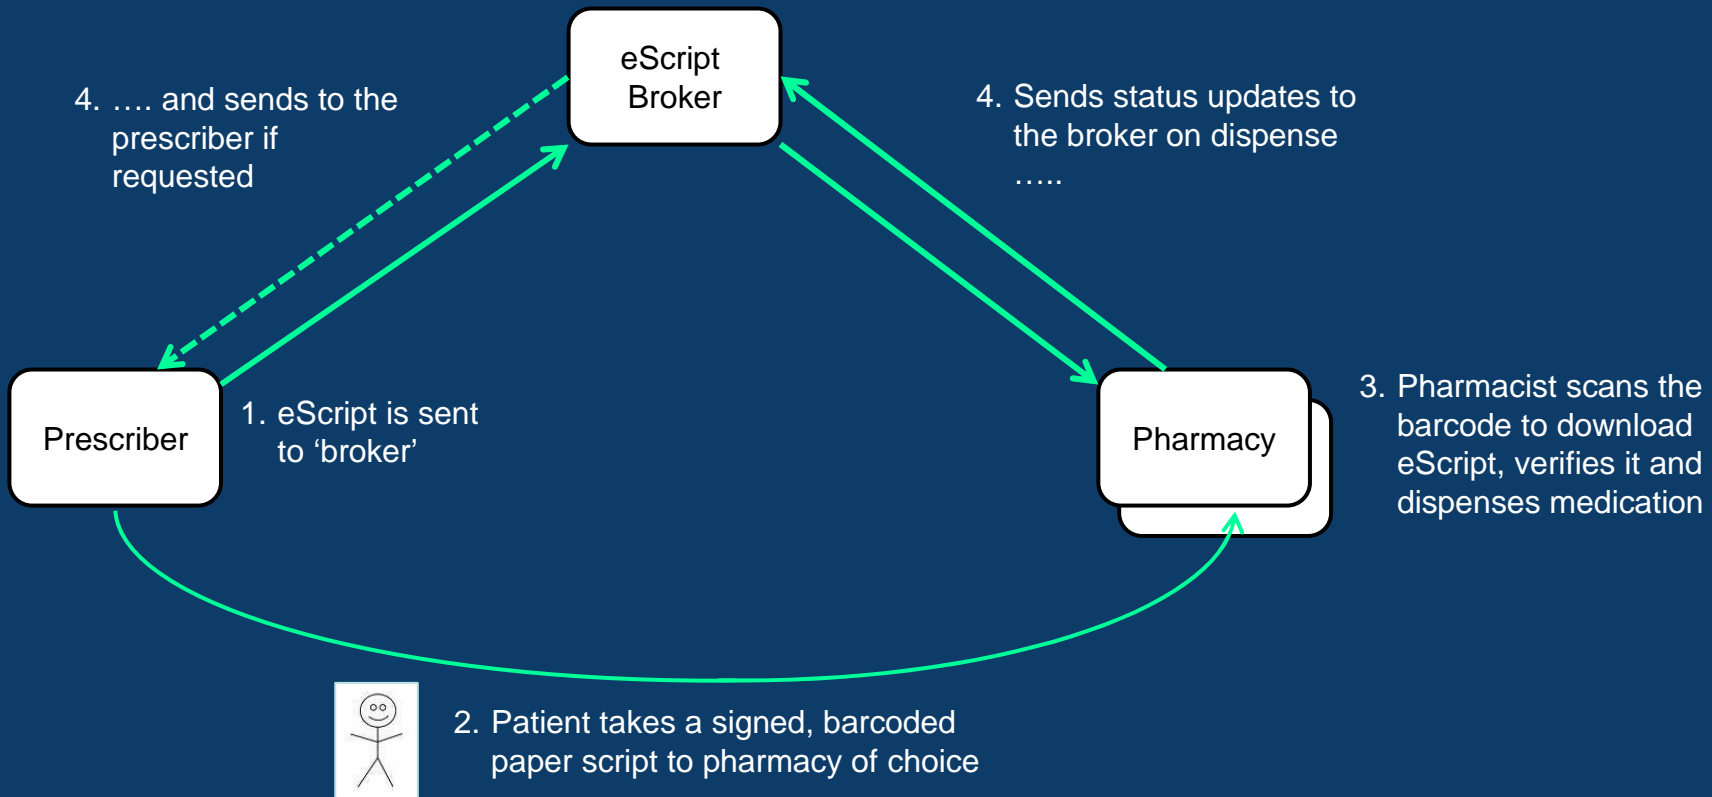 eScript
Broker
4. …. and sends to the
prescriber if
requested
4. Sends status updates to
the broker on dispense
…..
Prescriber
1. eScript is sent
to ‘broker’
Pharmacy
3. Pharmacist scans the
barcode to download
eScript, verifies it and
dispenses medication
2. Patient takes a signed, barcoded
paper script to pharmacy of choice